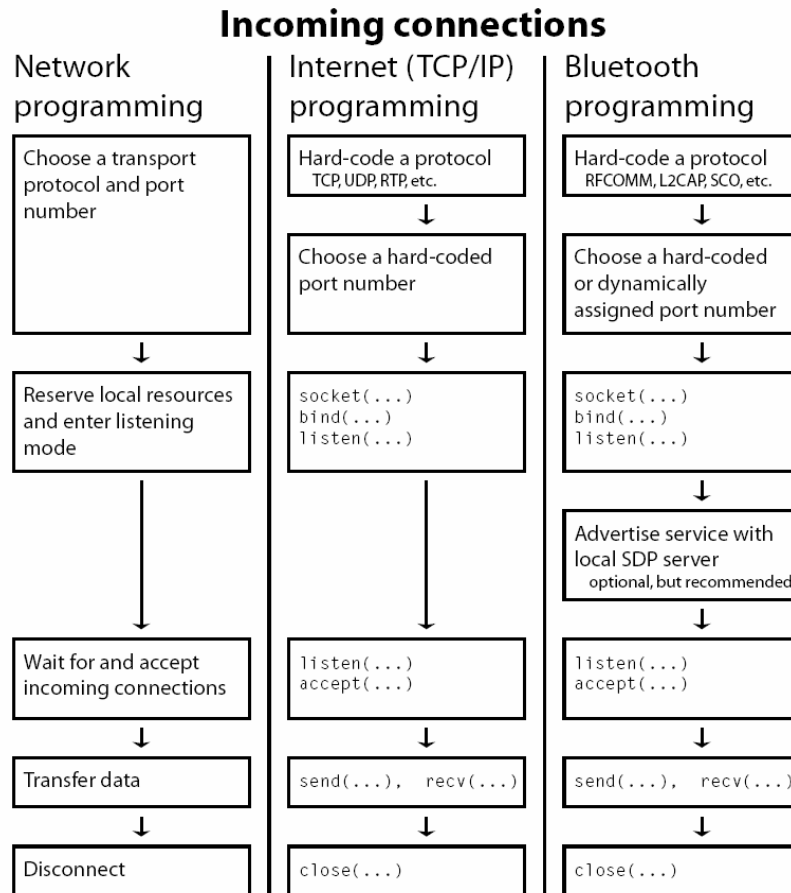 Incoming connections
Network
programming
Choose a transport
protocol and port
number
Reserve local resources
and enter listening
mode
Wait for and accept
incoming connections
Transfer data
Disconnect
Internet (TCP/IP)
programming
Hard-code a protocol
TCP, UDP, RTP, etc.
Choose a hard-coded
port number
socket(...)
bind(...)
listen(...)
listen(...)
accept(...)
send(...), recv(...)
close(...)
Bluetooth
programming
Hard-code a protocol
RFCOMM, L2CAP, SCO, etc.
Choose a hard-coded
or dynamically
assigned port number
socket(...)
bind(...)
listen(...)
Advertise service with
local SDP server
optional, but recommended
listen(...)
accept(...)
send(...), recv(...)
close(...)